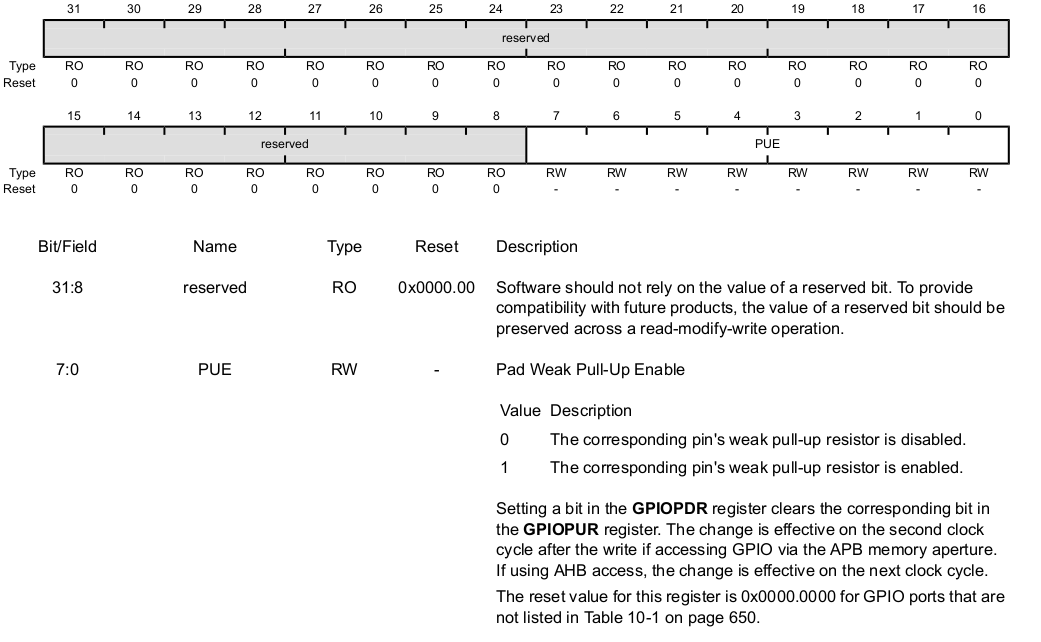 31 30 29 28 27 26 25 24 23 22 21 20 19 18 17 16
reserved
Type RO RO RO RO RO RO RO RO RO RO RO RO RO RO RO RO
Reset 0 0 0 0 0 0 0 0 0 0 0 0 0 0 0 0
15 14 13 12 11 10 9 8 7 6 5 4 3 2 1 0
reserved PUE
Type RO RO RO RO RO RO RO RO RW RW RW RW RW RW RW RW
Reset 0 0 0 0 0 0 0 0 - - - - - - - -
Bit/Field Name Type Reset Description
31:8 reserved RO 0x0000.00 Software should not rely on the value of a reserved bit. To provide
compatibility with future products, the value of a reserved bit should be
preserved across a read-modify-write operation.
7:0 PUE RW - Pad Weak Pull-Up Enable
Value Description
0 The corresponding pin's weak pull-up resistor is disabled.
1 The corresponding pin's weak pull-up resistor is enabled.
Setting a bit in the GPIOPDR register clears the corresponding bit in
the GPIOPUR register. The change is effective on the second clock
cycle after the write if accessing GPIO via the APB memory aperture.
If using AHB access, the change is effective on the next clock cycle.
The reset value for this register is 0x0000.0000 for GPIO ports that are
not listed in Table 10-1 on page 650.